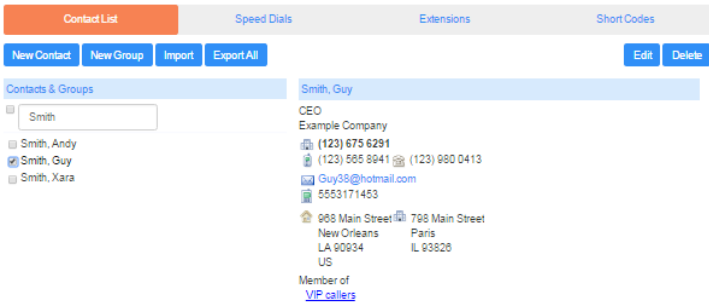 Contact List Speed Dials Extensions Short Codes
New Contact New Group Import Export All Edit Delete
Contacts & Groups
Smith
Smith, Andy
Smith, Guy
Smith, Xara
Smith, Guy
CEO
Example Company
(123) 675 6291
(123) 565 8941 (123) 980 0413
Guy38@hotmail.com
5553171453
968 Main Street
New Orleans
LA 90934
US
798 Main Street
Paris
IL 93826
Member of
VIP callers